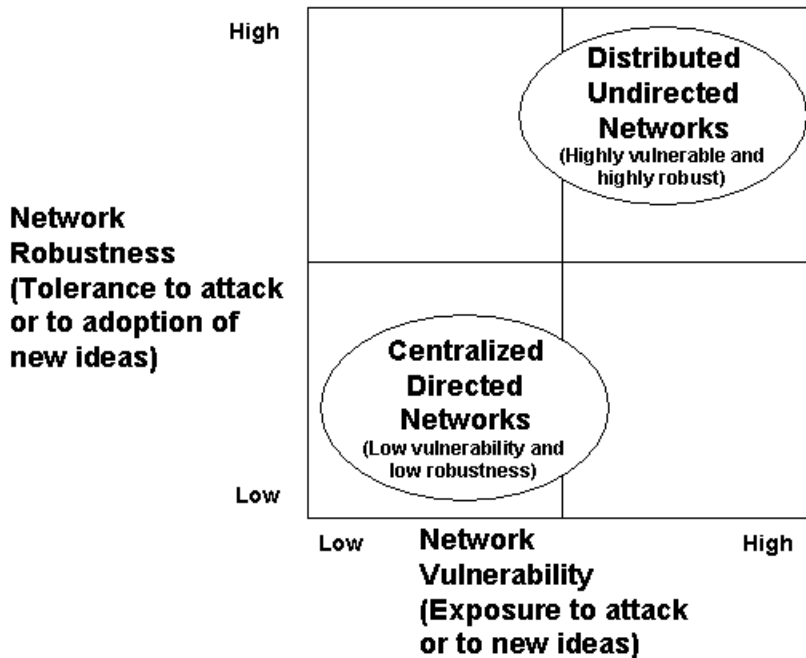 High
Distributed
Undirected
Networks
(Highly vulnerable and
highly robust)
Network
Robustness
(Tolerance to attack
or to adoption of
new ideas)
Centralized
Directed
Networks
(Low vulnerability and
low robustness)
Low
Low
High
Network
Vulnerability
(Exposure to attack
or to new ideas)